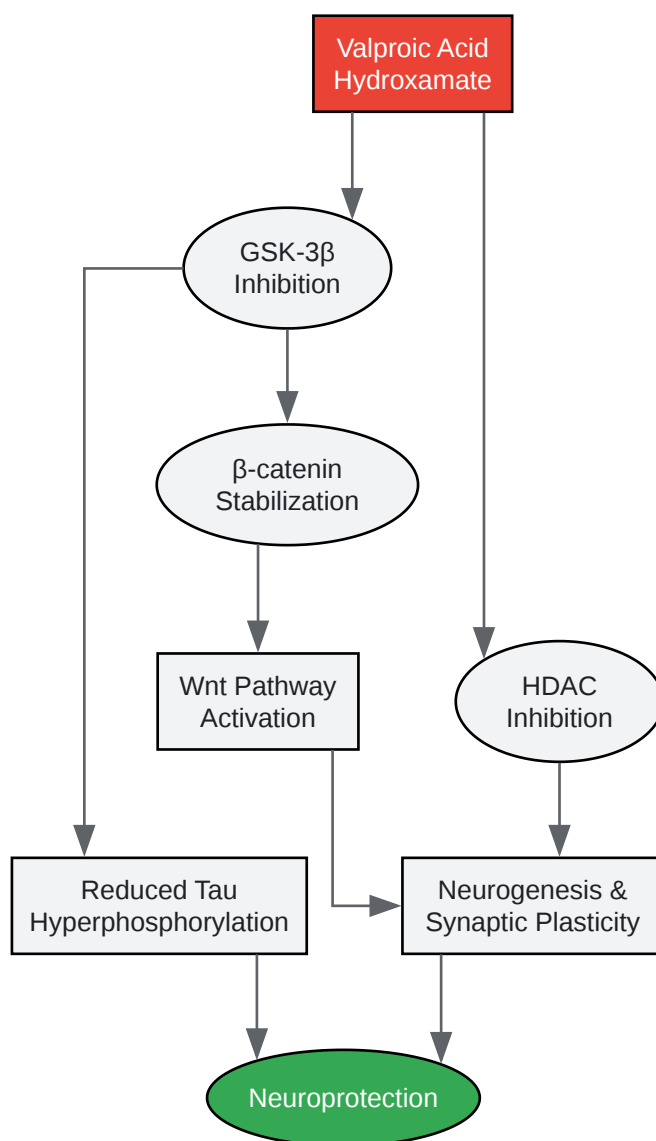 Valproic Acid
Hydroxamate
GSK-3β
Inhibition
β-catenin
Stabilization
Wnt Pathway
Activation
HDAC
Inhibition
Reduced Tau
Hyperphosphorylation
Neurogenesis &
Synaptic Plasticity
Neuroprotection